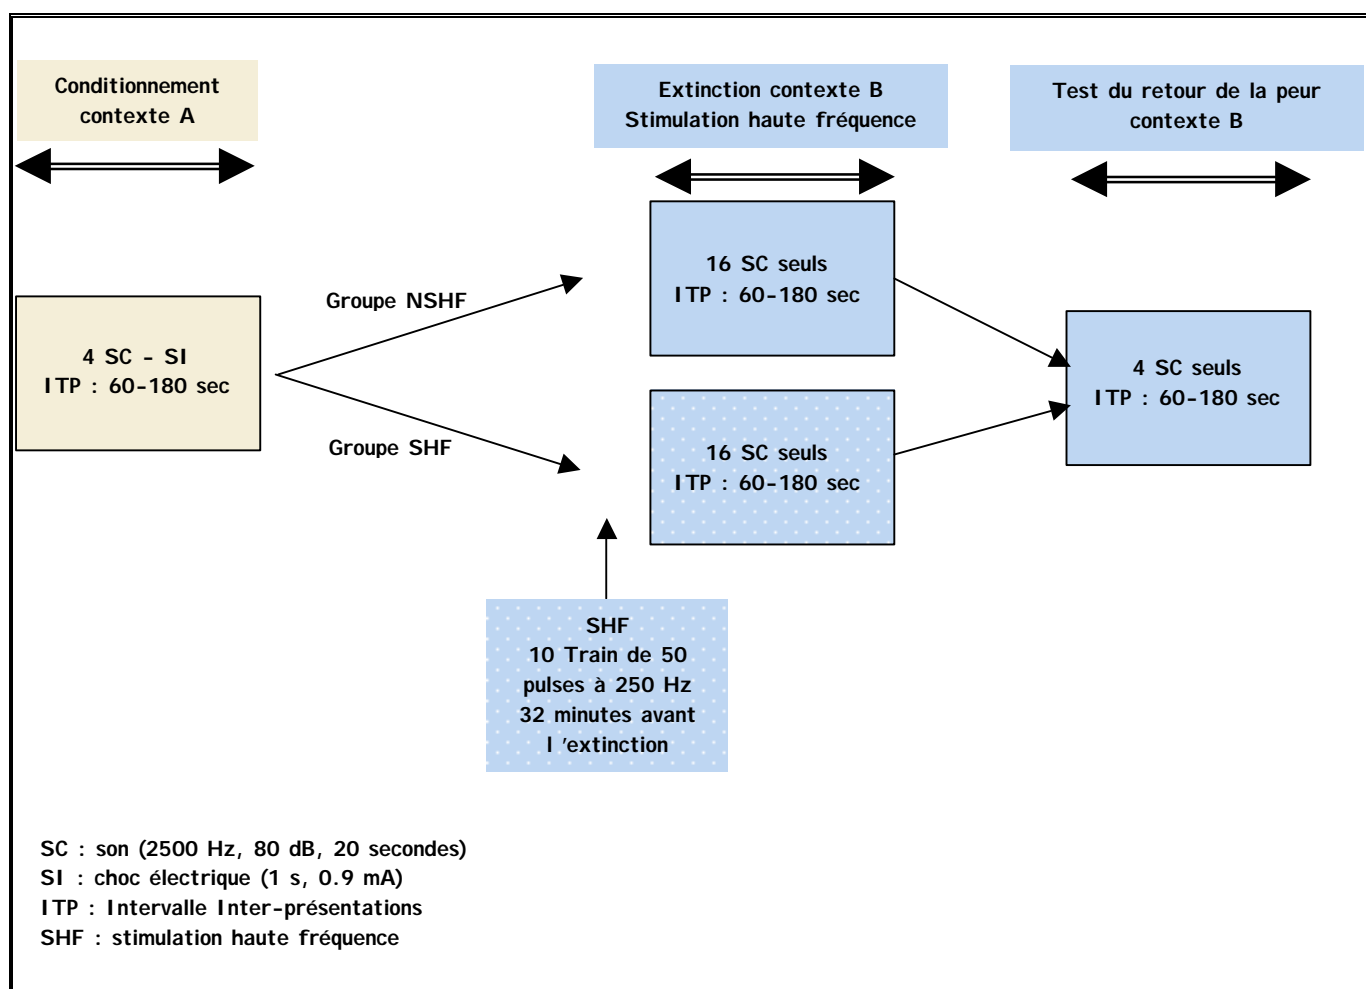 Conditionnement
contexte A
Extinction contexte B
Stimulation haute fréquence
Test du retour de la peur
contexte B
4 SC - SI
ITP : 60-180 sec
Groupe NSHF
Groupe SHF
16 SC seuls
ITP : 60-180 sec
16 SC seuls
ITP : 60-180 sec
4 SC seuls
ITP : 60-180 sec
SHF
10 Train de 50
pulses à 250 Hz
32 minutes avant
l'extinction
SC : son (2500 Hz, 80 dB, 20 secondes)
SI : choc électrique (1 s, 0.9 mA)
ITP : Intervalle Inter-présentations
SHF : stimulation haute fréquence